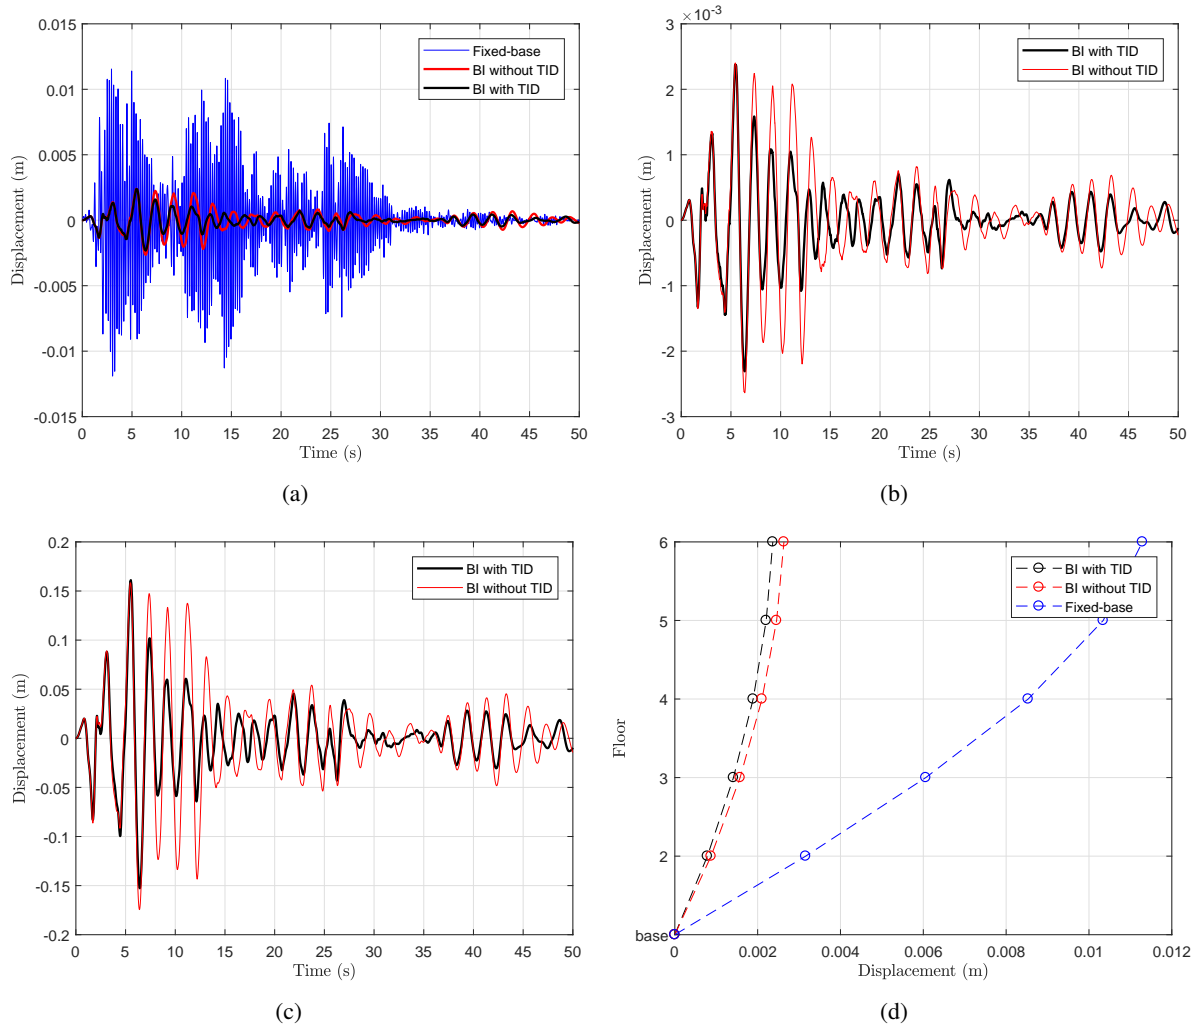 0.015
0.01
0.005
0
-0.005
-0.01
-0.015
Displacement (m)
0 5 10 15 20 25 30 35 40 45 50
Time (s)
Fixed-base
BI without TID
BI with TID
(a)
×10⁻³
3
2
1
0
-1
-2
-3
Displacement (m)
0 5 10 15 20 25 30 35 40 45 50
Time (s)
BI with TID
BI without TID
(b)
0.2
0.15
0.1
0.05
0
-0.05
-0.1
-0.15
-0.2
Displacement (m)
0 5 10 15 20 25 30 35 40 45 50
Time (s)
BI with TID
BI without TID
(c)
6
5
4
3
2
base
Floor
0 0.002 0.004 0.006 0.008 0.01 0.012
Displacement (m)
BI with TID
BI without TID
Fixed-base
(d)